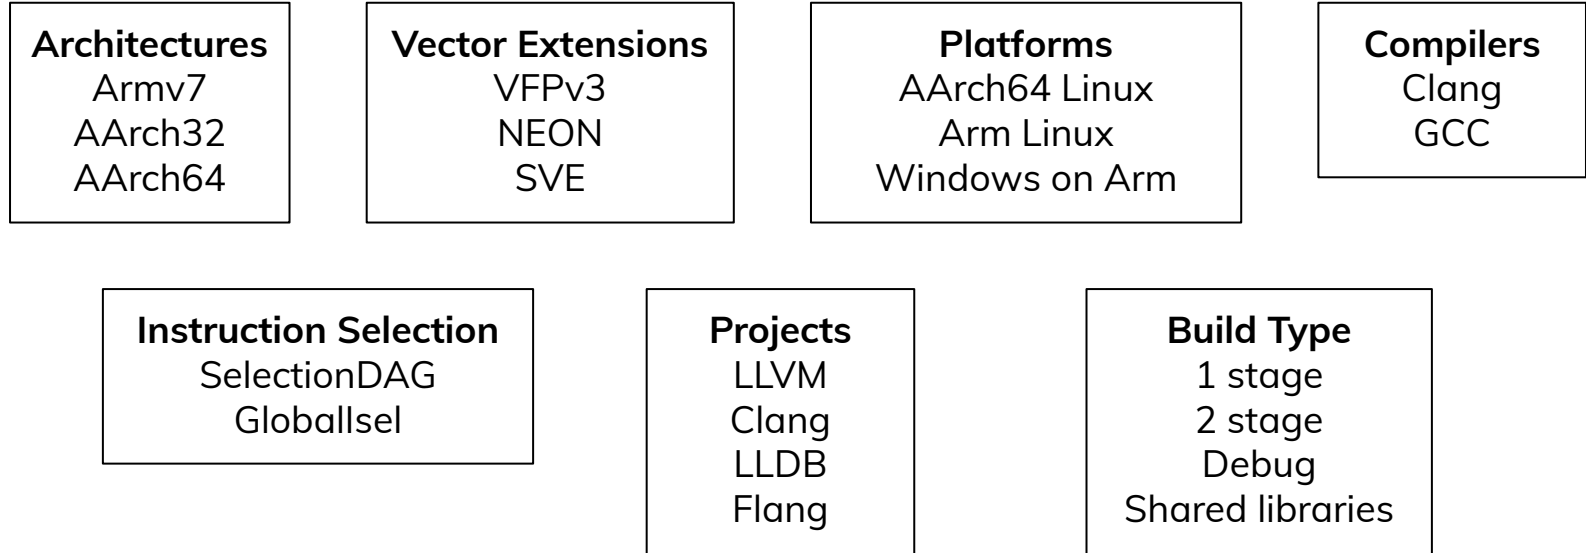 Architectures
Armv7
AArch32
AArch64
Vector Extensions
VFPv3
NEON
SVE
Platforms
AArch64 Linux
Arm Linux
Windows on Arm
Compilers
Clang
GCC
Instruction Selection
SelectionDAG
GlobalIsel
Projects
LLVM
Clang
LLDB
Flang
Build Type
1 stage
2 stage
Debug
Shared libraries